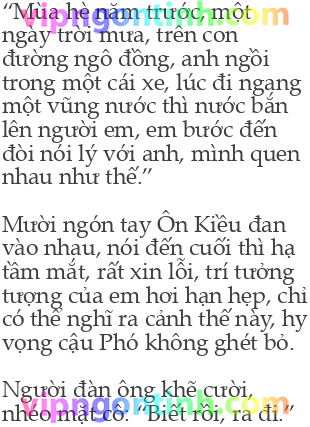 “Mùa hè năm trước, một
ngày trời mưa, trên con
đường ngô đồng, anh ngồi
trong một cái xe, lúc đi ngang
một vũng nước thì nước bắn
lên người em, em bước đến
đòi nói lý với anh, mình quen
nhau như thế.”
Mười ngón tay Ôn Kiều đan
vào nhau, nói đến cuối thì hạ
tầm mắt, rất xin lỗi, trí tưởng
tượng của em hơi hạn hẹp, chỉ
có thể nghĩ ra cảnh thế này, hy
vọng cậu Phó không ghét bỏ.
Người đàn ông khẽ cười,
nhéo mặt cô: “Biết rồi, ra đi.”
vipngontinh.com
vipngontinh.com